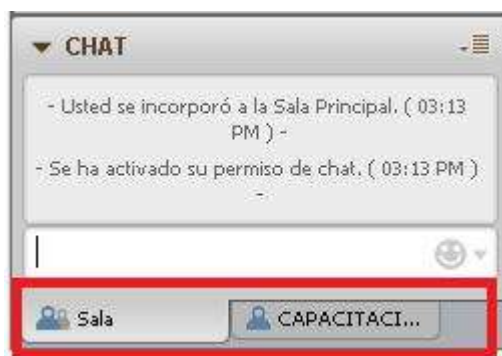 CHAT
- Usted se incorporó a la Sala Principal. ( 03:13
PM ) -
- Se ha activado su permiso de chat. ( 03:13 PM )
-
Sala
CAPACITACI...